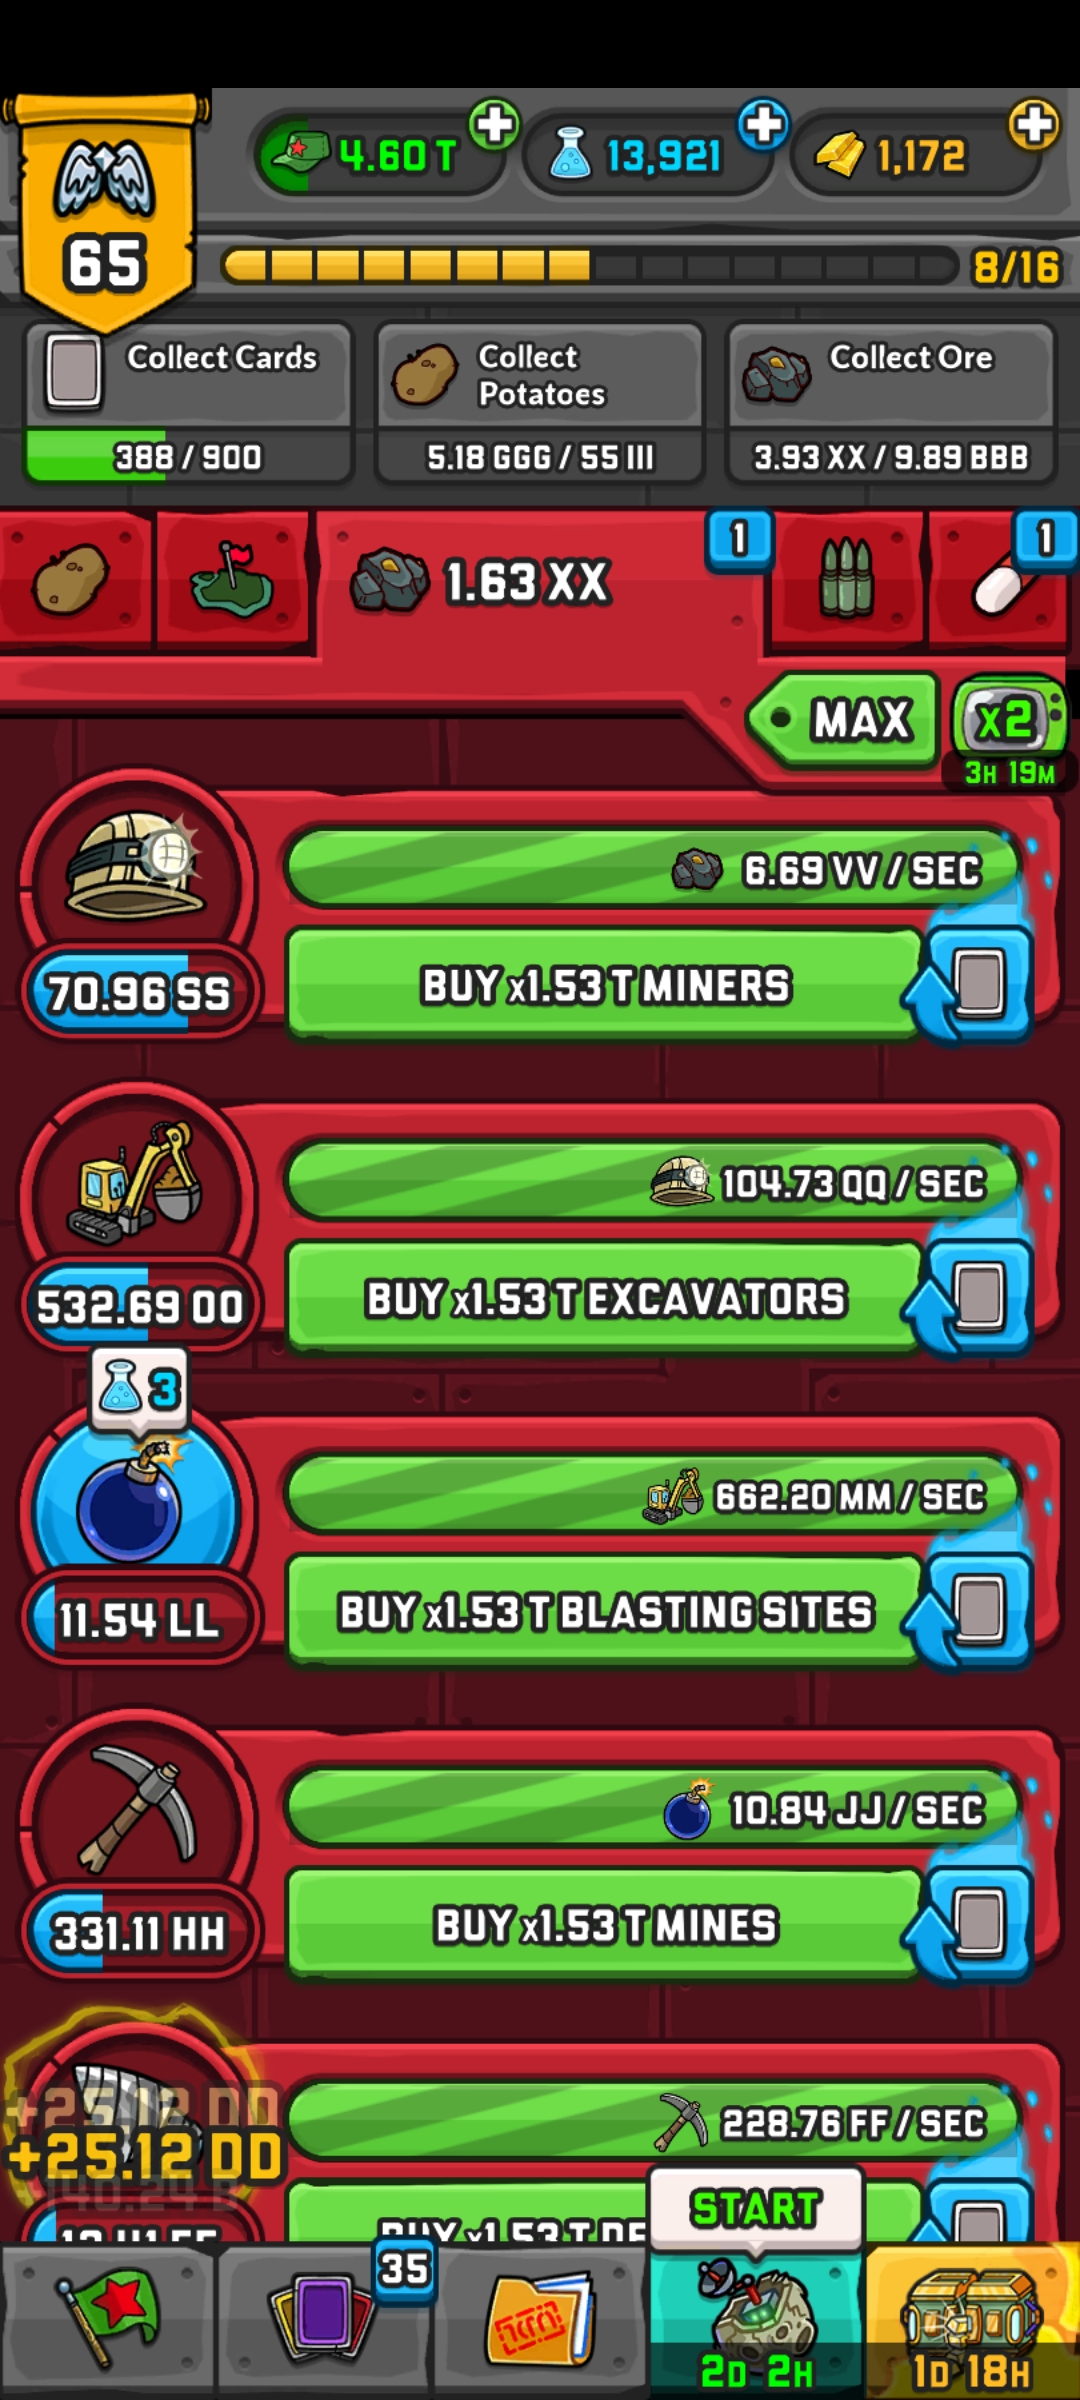 4.60 T
13,921
1,172
65
8/16
Collect Cards
388 / 900
Collect
Potatoes
5.18 GGG / 55 III
Collect Ore
3.93 XX / 9.89 BBB
1.63 XX
1
1
MAX
x2
3H 19M
6.69 VV / SEC
70.96 SS
BUY x1.53 T MINERS
104.73 QQ / SEC
532.69 OO
BUY x1.53 T EXCAVATORS
3
662.20 MM / SEC
11.54 LL
BUY x1.53 T BLASTING SITES
10.84 JJ / SEC
331.11 HH
BUY x1.53 T MINES
+25.12 DD
+25.12 DD
228.76 FF / SEC
BUY x1.53 T
START
35
2D 2H
1D 18H